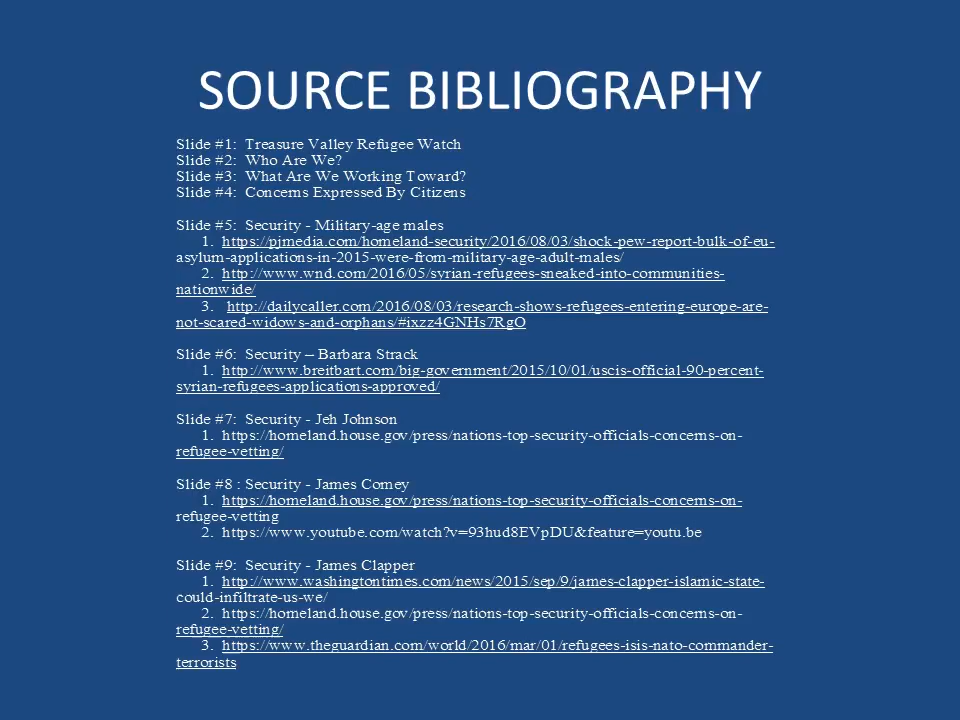 SOURCE BIBLIOGRAPHY
Slide #1: Treasure Valley Refugee Watch
Slide #2: Who Are We?
Slide #3: What Are We Working Toward?
Slide #4: Concerns Expressed By Citizens
Slide #5: Security - Military-age males
1. https://pjmedia.com/homeland-security/2016/08/03/shock-pew-report-bulk-of-eu-
asylum-applications-in-2015-were-from-military-age-adult-males/
2. http://www.wnd.com/2016/05/syrian-refugees-sneaked-into-communities-
nationwide/
3. http://dailycaller.com/2016/08/03/research-shows-refugees-entering-europe-are-
not-scared-widows-and-orphans/#ixzz4GNHs7RgO
Slide #6: Security – Barbara Strack
1. http://www.breitbart.com/big-government/2015/10/01/uscis-official-90-percent-
syrian-refugees-applications-approved/
Slide #7: Security - Jeh Johnson
1. https://homeland.house.gov/press/nations-top-security-officials-concerns-on-
refugee-vetting/
Slide #8 : Security - James Comey
1. https://homeland.house.gov/press/nations-top-security-officials-concerns-on-
refugee-vetting
2. https://www.youtube.com/watch?v=93hud8EVpDU&feature=youtu.be
Slide #9: Security - James Clapper
1. http://www.washingtontimes.com/news/2015/sep/9/james-clapper-islamic-state-
could-infiltrate-us-we/
2. https://homeland.house.gov/press/nations-top-security-officials-concerns-on-
refugee-vetting/
3. https://www.theguardian.com/world/2016/mar/01/refugees-isis-nato-commander-
terrorists